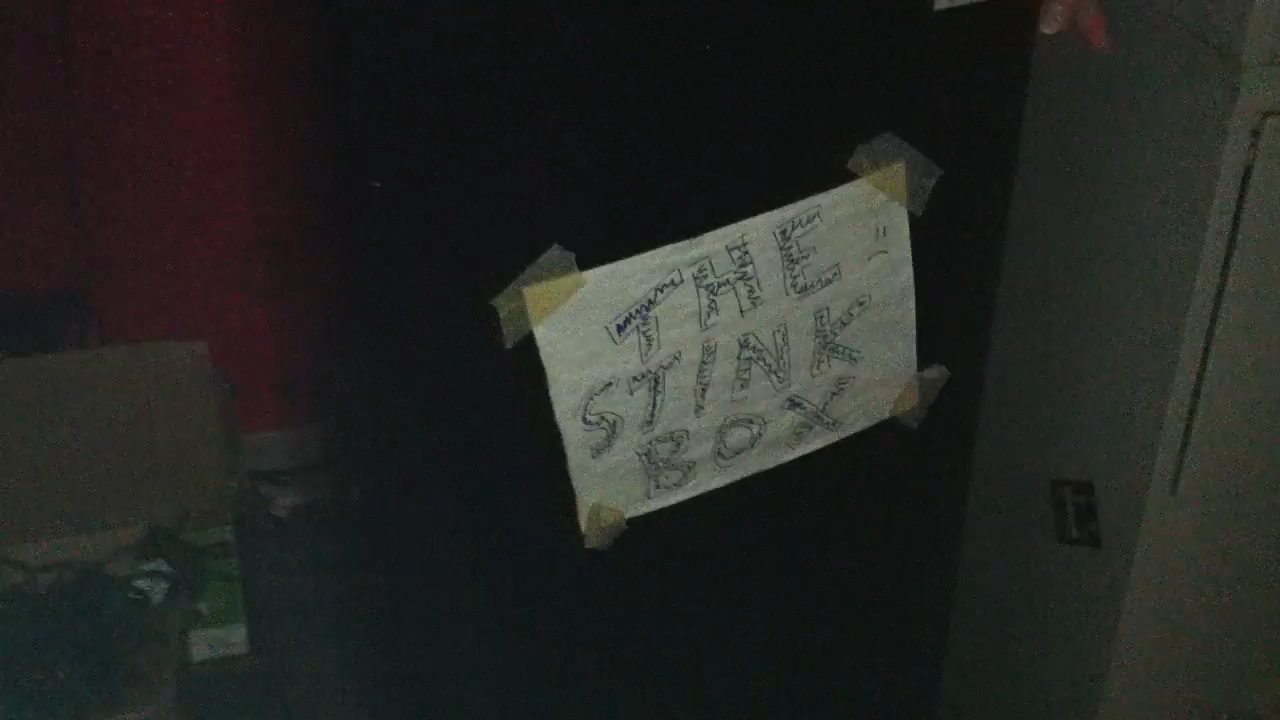 THE =(
STINK
BOX